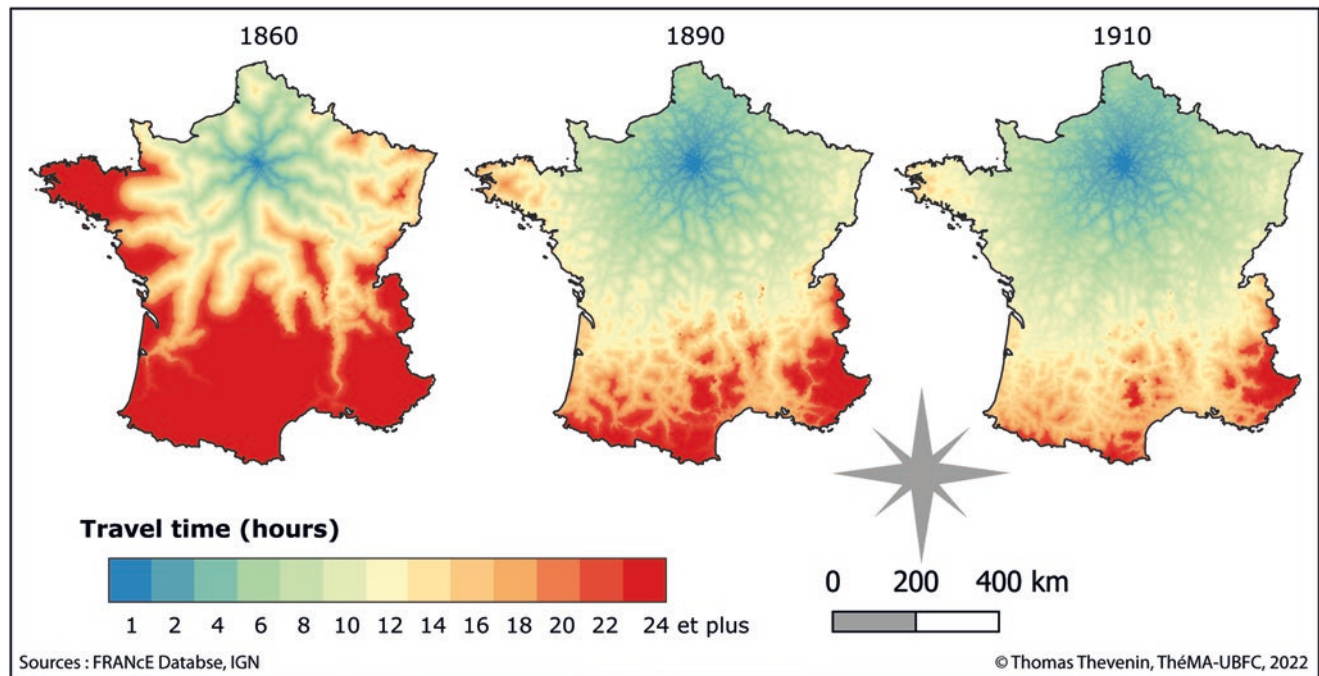 1860 1890 1910
Travel time (hours)
1 2 4 6 8 10 12 14 16 18 20 22 24 et plus
0 200 400 km
Sources : FRANcE Databse, IGN
© Thomas Thevenin, ThéMA-UBFC, 2022